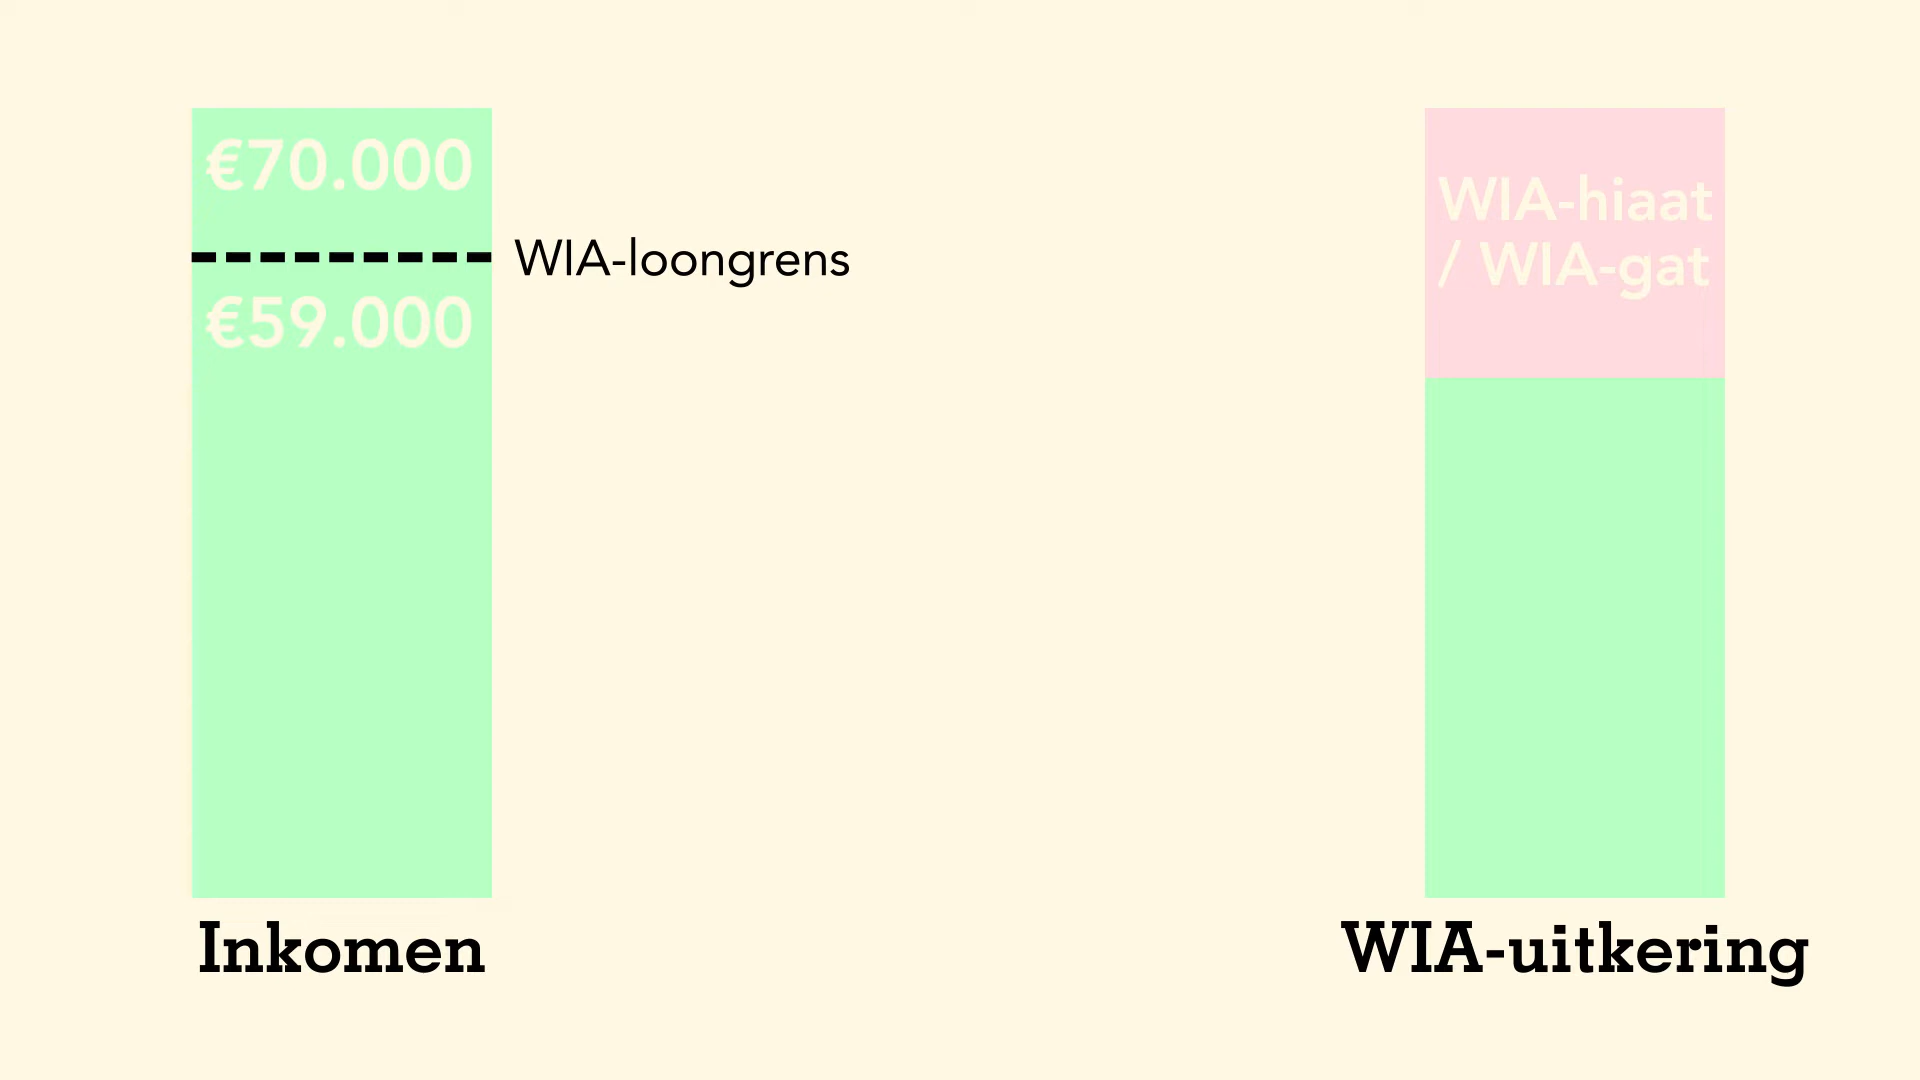 €70.000
WIA-loongrens
€59.000
WIA-hiaat
/ WIA-gat
Inkomen
WIA-uitkering